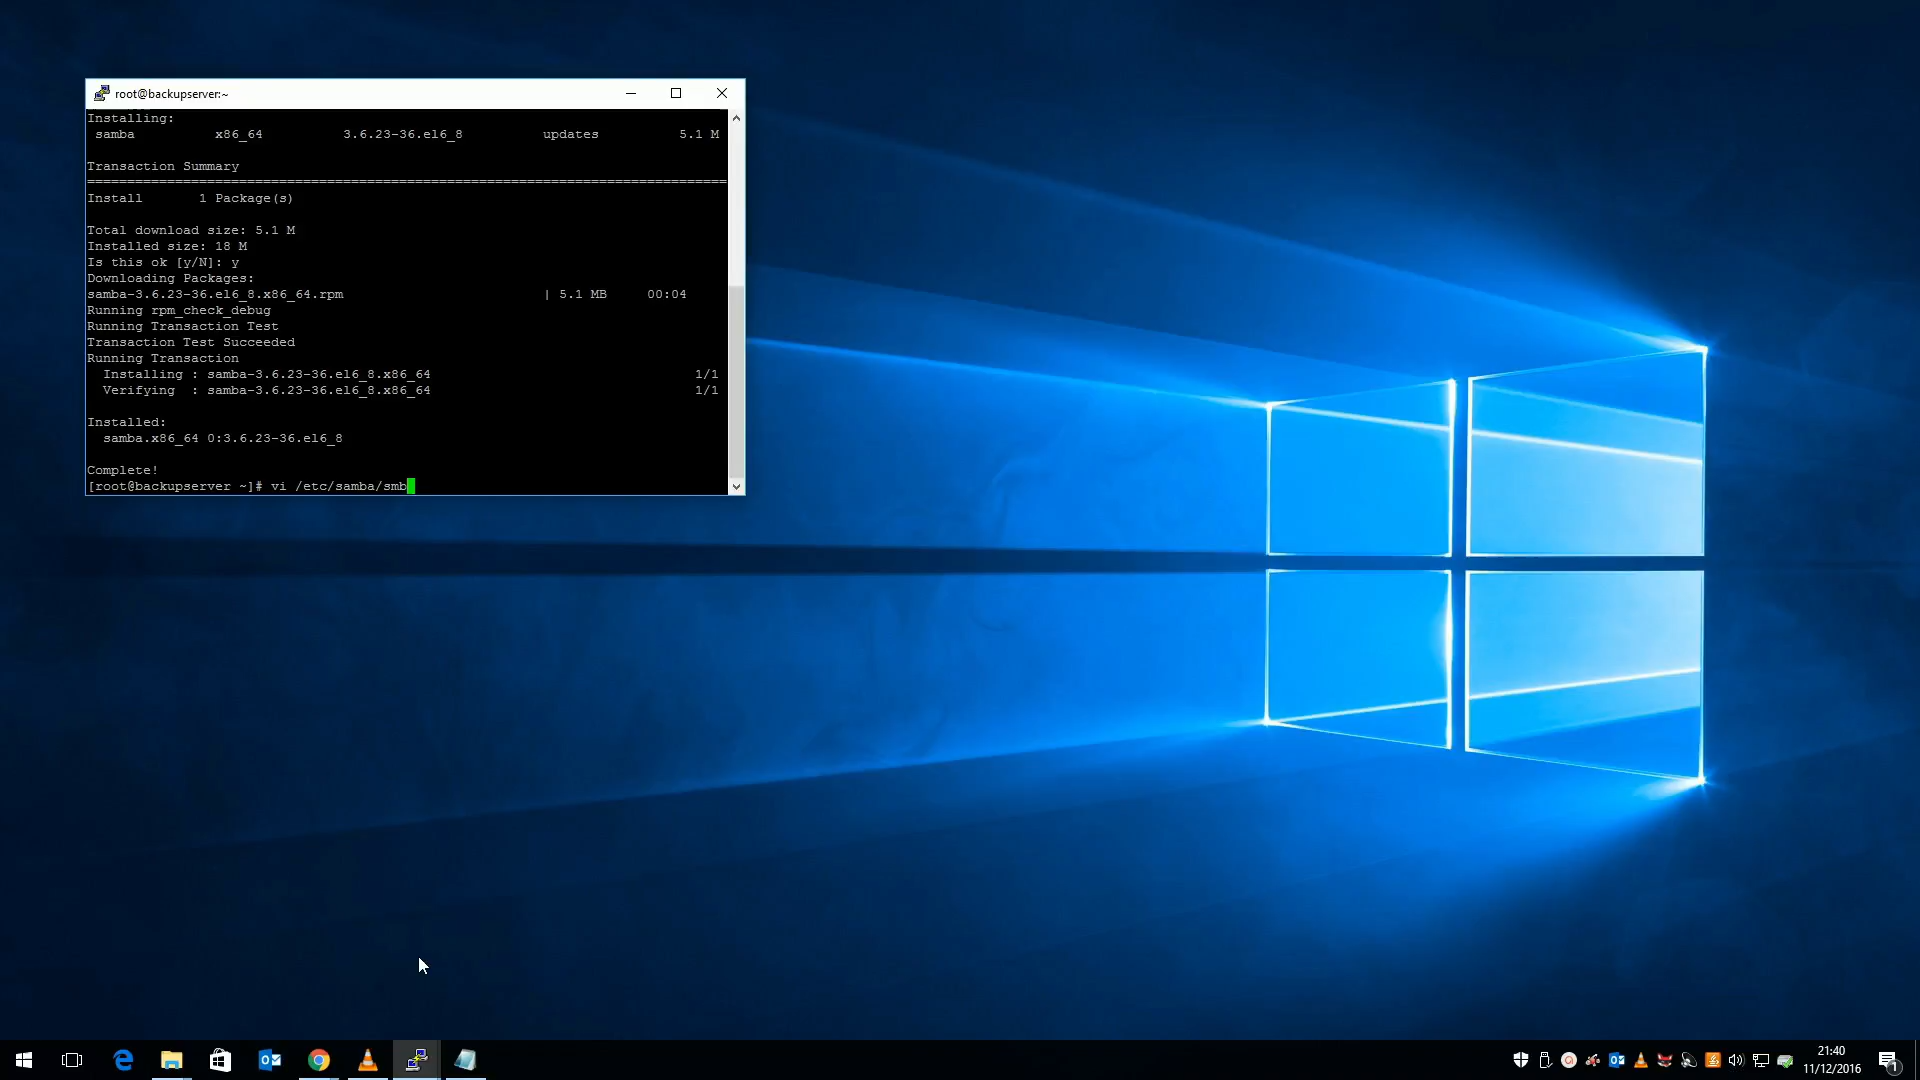 root@backupserver:~
Installing:
samba x86_64 3.6.23-36.el6_8 updates 5.1 M
Transaction Summary
================================================================================
Install 1 Package(s)
Total download size: 5.1 M
Installed size: 18 M
Is this ok [y/N]: y
Downloading Packages:
samba-3.6.23-36.el6_8.x86_64.rpm | 5.1 MB 00:04
Running rpm_check_debug
Running Transaction Test
Transaction Test Succeeded
Running Transaction
Installing : samba-3.6.23-36.el6_8.x86_64 1/1
Verifying : samba-3.6.23-36.el6_8.x86_64 1/1
Installed:
samba.x86_64 0:3.6.23-36.el6_8
Complete!
[root@backupserver ~]# vi /etc/samba/smb
21:40
11/12/2016
1